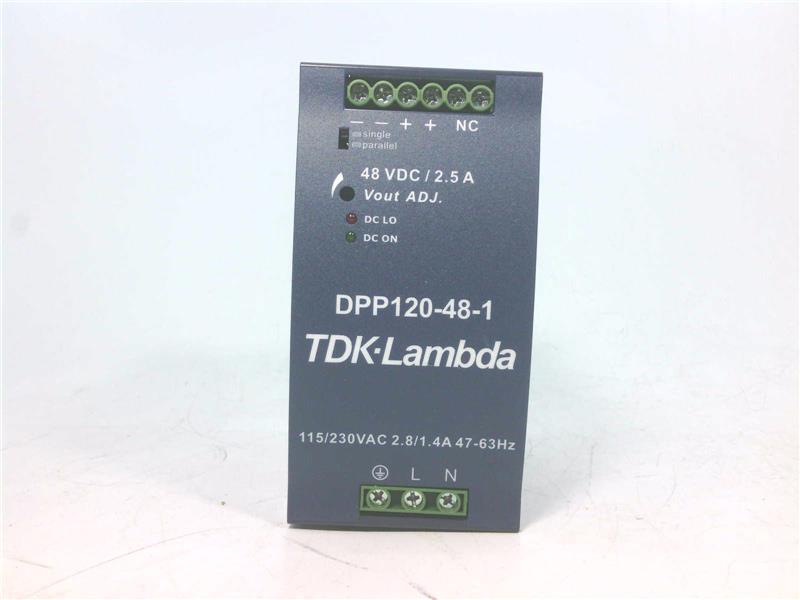 — — + + NC
single
parallel
48 VDC / 2.5 A
Vout ADJ.
DC LO
DC ON
DPP120-48-1
TDK·Lambda
115/230VAC 2.8/1.4A 47-63Hz
L N